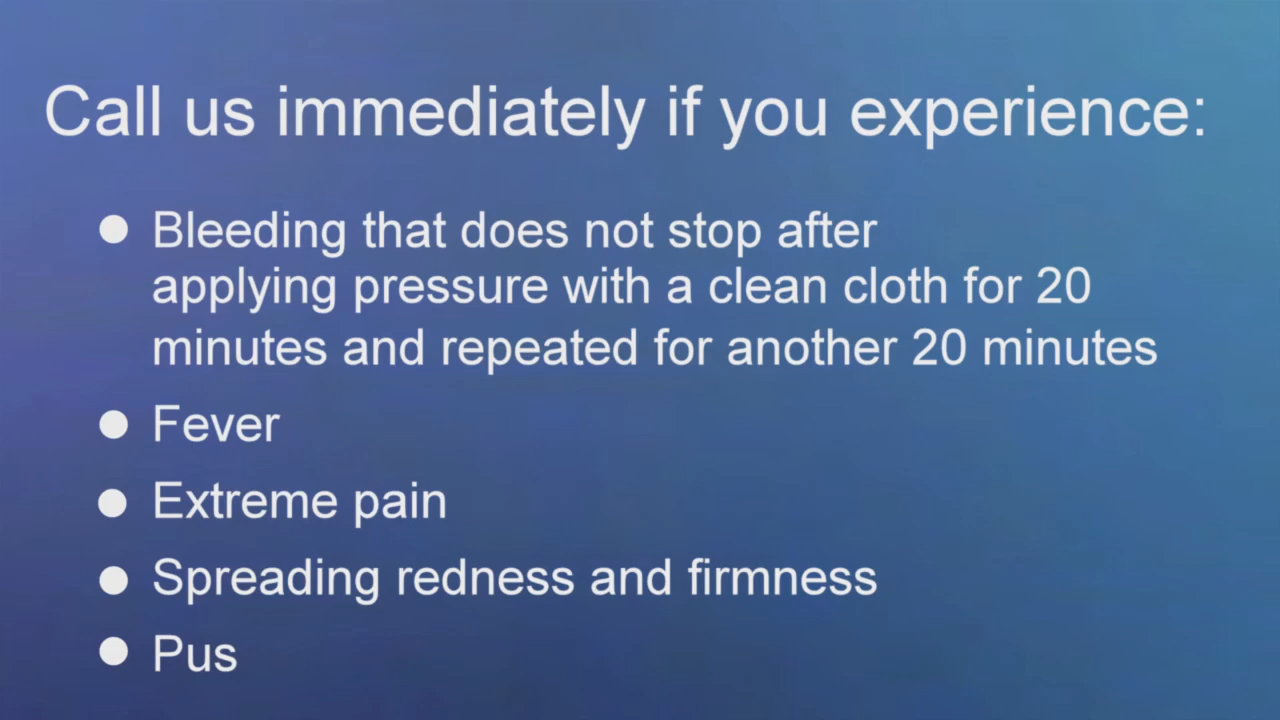 Call us immediately if you experience:
● Bleeding that does not stop after
applying pressure with a clean cloth for 20
minutes and repeated for another 20 minutes
● Fever
● Extreme pain
● Spreading redness and firmness
● Pus